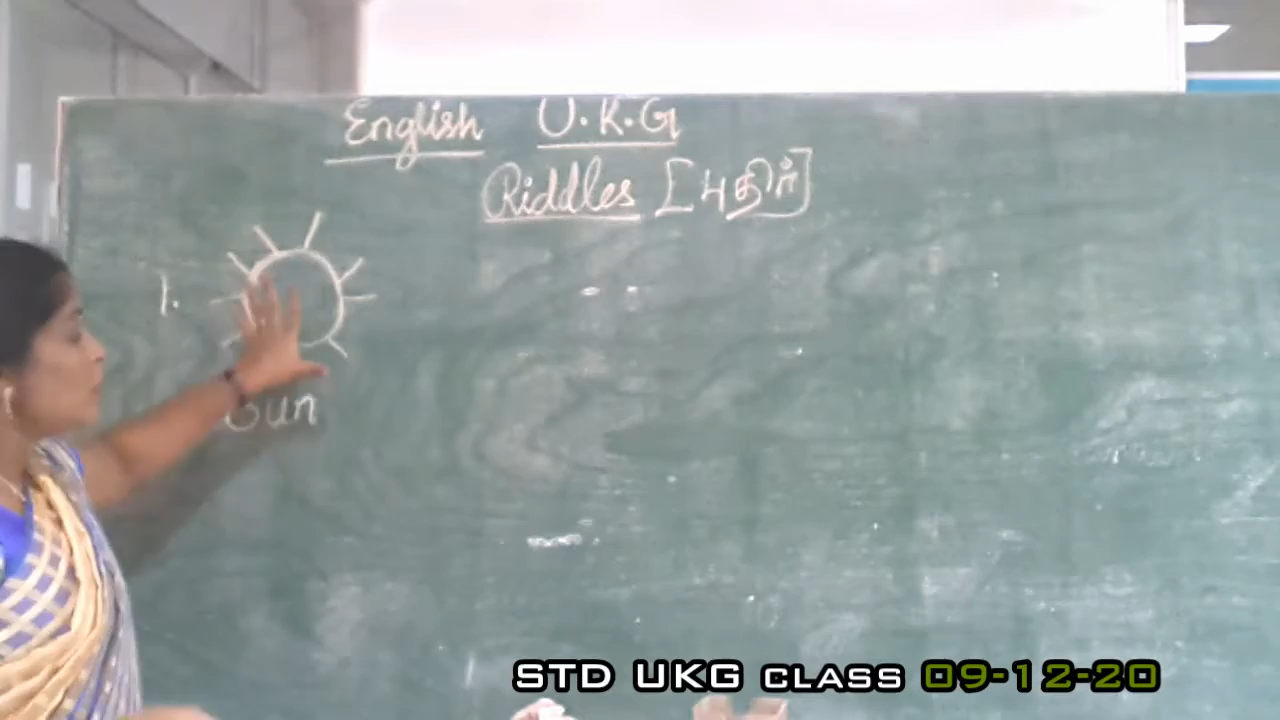 English U.K.G
Riddles [புதிர்]
1.
Sun
STD UKG CLASS 09-12-20